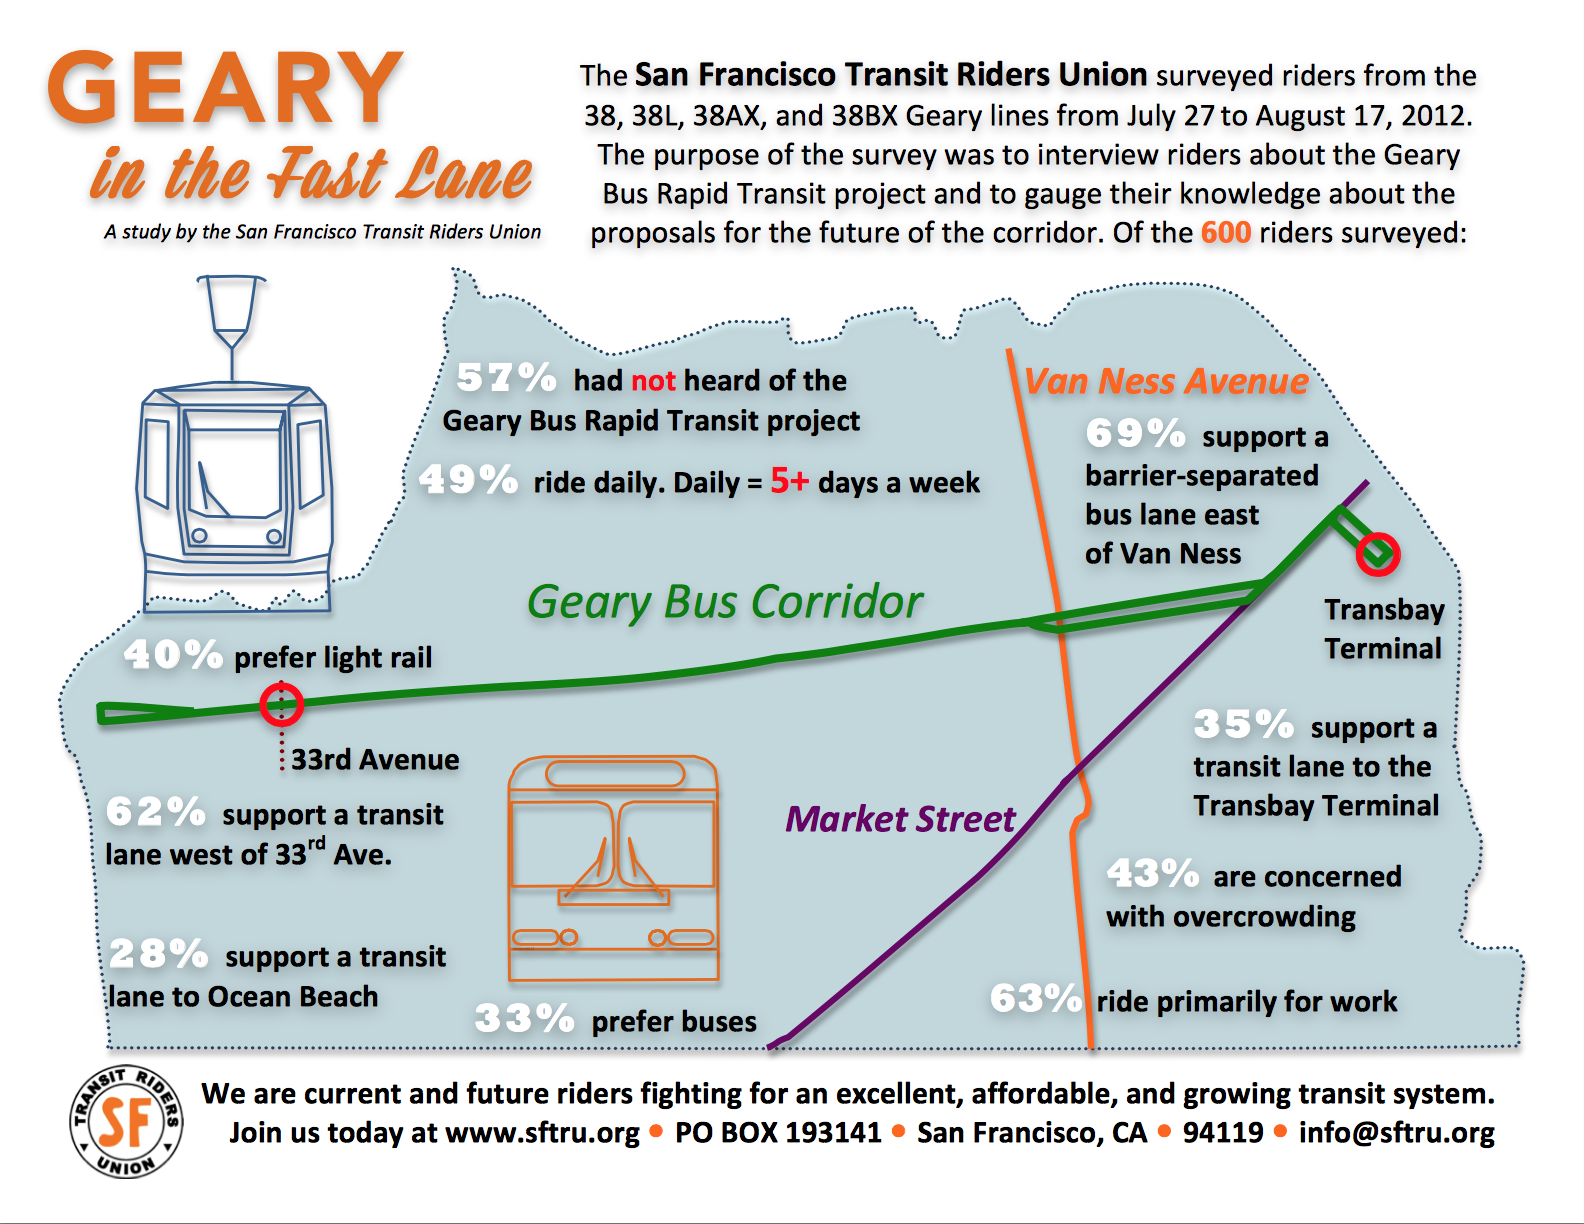 GEARY
in the Fast Lane
A study by the San Francisco Transit Riders Union
The San Francisco Transit Riders Union surveyed riders from the
38, 38L, 38AX, and 38BX Geary lines from July 27 to August 17, 2012.
The purpose of the survey was to interview riders about the Geary
Bus Rapid Transit project and to gauge their knowledge about the
proposals for the future of the corridor. Of the 600 riders surveyed:
57% had not heard of the
Geary Bus Rapid Transit project
49% ride daily. Daily = 5+ days a week
Van Ness Avenue
69% support a
barrier-separated
bus lane east
of Van Ness
Geary Bus Corridor
Transbay
Terminal
40% prefer light rail
33rd Avenue
62% support a transit
lane west of 33rd Ave.
28% support a transit
lane to Ocean Beach
33% prefer buses
Market Street
35% support a
transit lane to the
Transbay Terminal
43% are concerned
with overcrowding
63% ride primarily for work
TRANSIT RIDERS
SF
UNION
We are current and future riders fighting for an excellent, affordable, and growing transit system.
Join us today at www.sftru.org • PO BOX 193141 • San Francisco, CA • 94119 • info@sftru.org